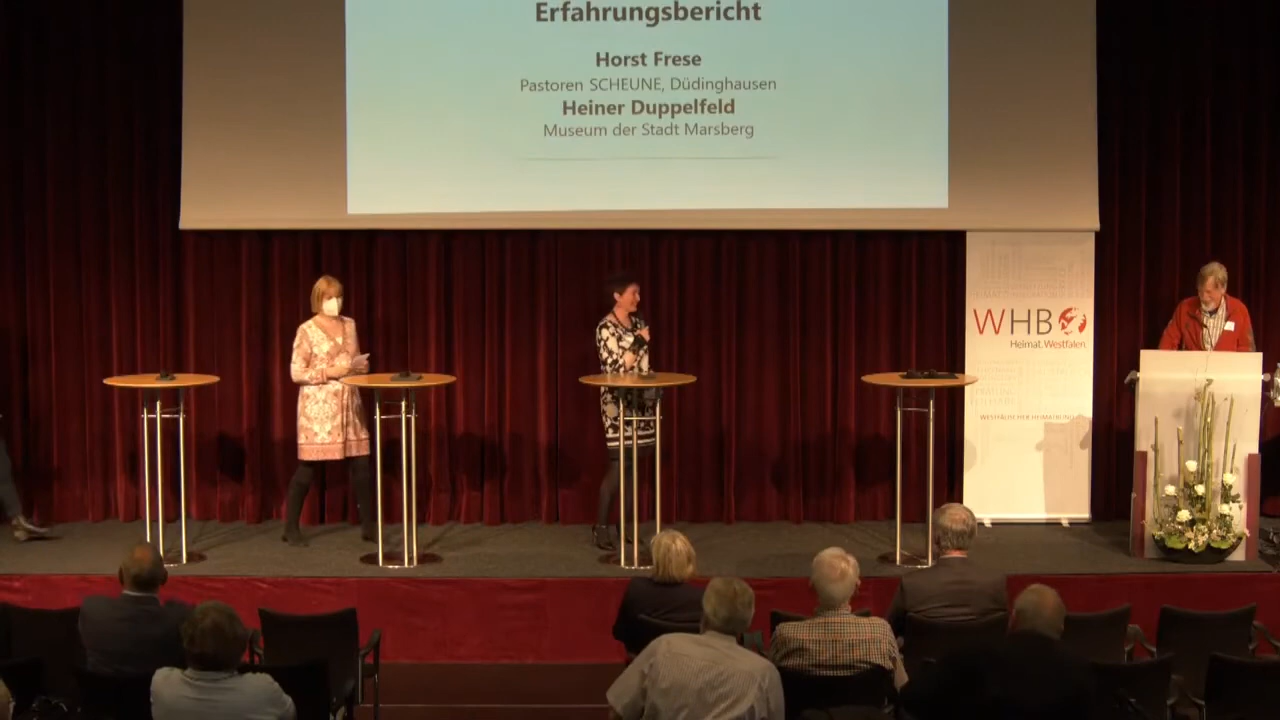 Erfahrungsbericht
Horst Frese
Pastoren SCHEUNE, Düdinghausen
Heiner Duppelfeld
Museum der Stadt Marsberg
WHB
Heimat.Westfalen.
WESTFÄLISCHER HEIMATBUND